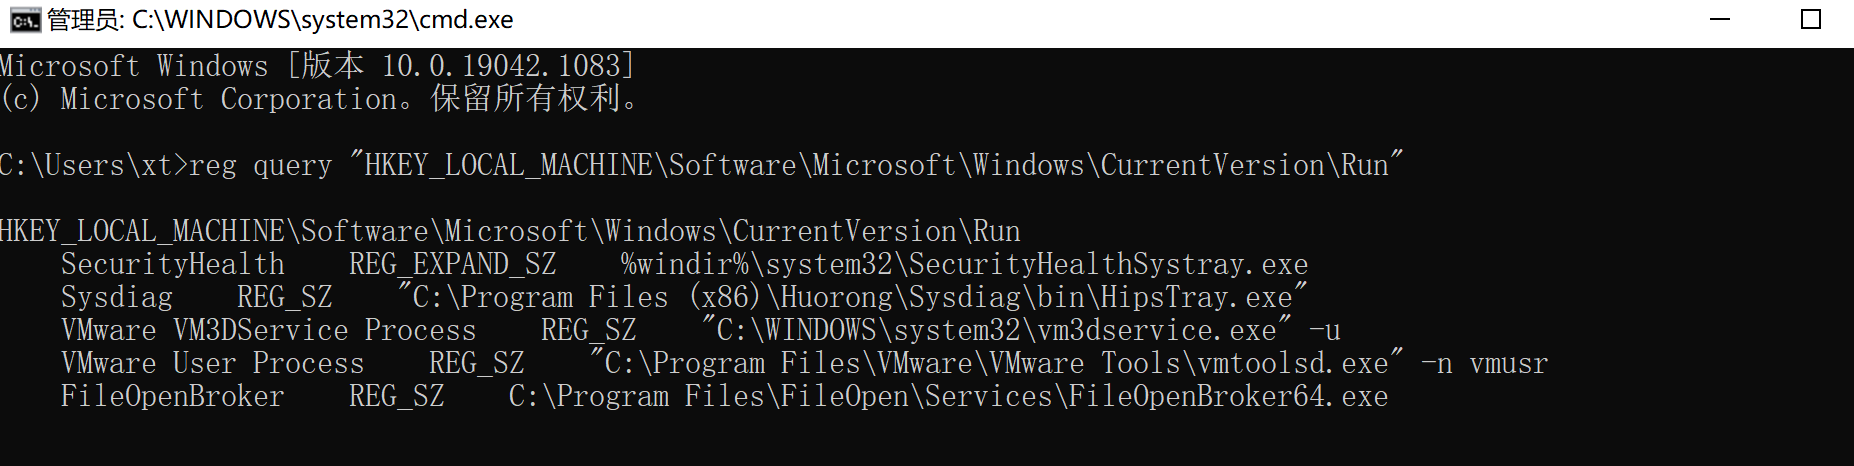 管理员: C:\WINDOWS\system32\cmd.exe
Microsoft Windows [版本 10.0.19042.1083]
(c) Microsoft Corporation。保留所有权利。
C:\Users\xt>reg query "HKEY_LOCAL_MACHINE\Software\Microsoft\Windows\CurrentVersion\Run"
HKEY_LOCAL_MACHINE\Software\Microsoft\Windows\CurrentVersion\Run
    SecurityHealth    REG_EXPAND_SZ    %windir%\system32\SecurityHealthSystray.exe
    Sysdiag    REG_SZ    "C:\Program Files (x86)\Huorong\Sysdiag\bin\HipsTray.exe"
    VMware VM3DService Process    REG_SZ    "C:\WINDOWS\system32\vm3dservice.exe" -u
    VMware User Process    REG_SZ    "C:\Program Files\VMware\VMware Tools\vmtoolsd.exe" -n vmusr
    FileOpenBroker    REG_SZ    C:\Program Files\FileOpen\Services\FileOpenBroker64.exe